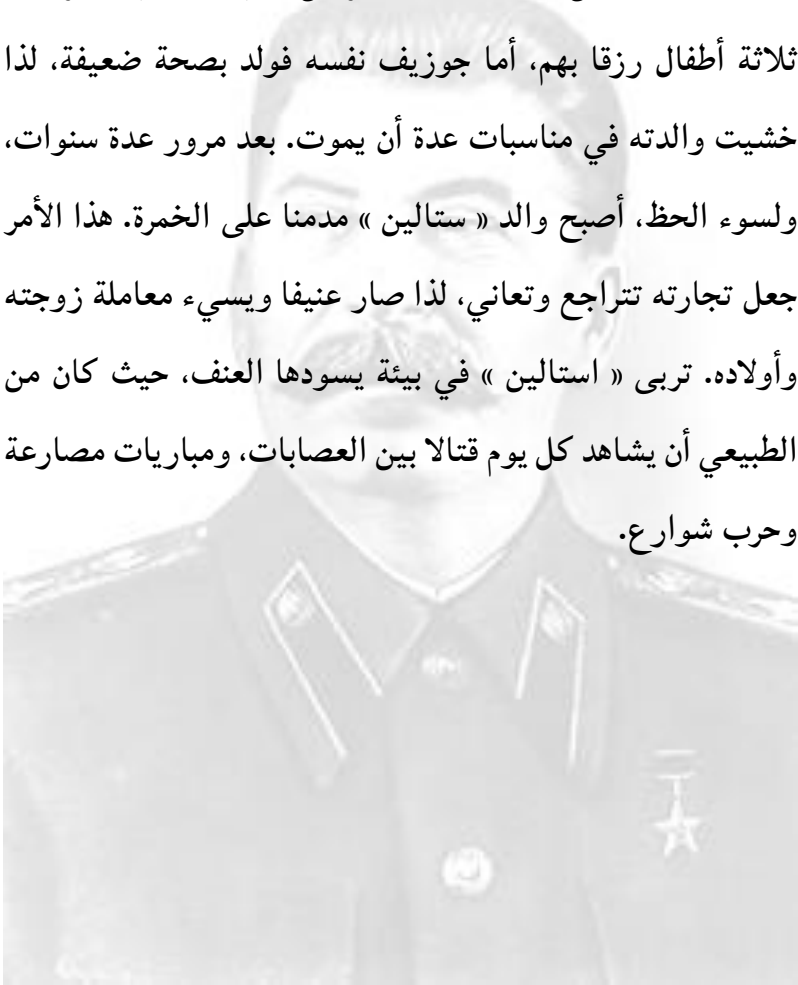 ثلاثة أطفال رزقا بهم، أما جوزيف نفسه فولد بصحة ضعيفة، لذا
خشيت والدته في مناسبات عدة أن يموت. بعد مرور عدة سنوات،
ولسوء الحظ، أصبح والد « ستالين » مدمنا على الخمرة. هذا الأمر
جعل تجارته تتراجع وتعاني، لذا صار عنيفا ويسيء معاملة زوجته
وأولاده. تربى « استالين » في بيئة يسودها العنف، حيث كان من
الطبيعي أن يشاهد كل يوم قتالا بين العصابات، ومباريات مصارعة
وحرب شوارع.